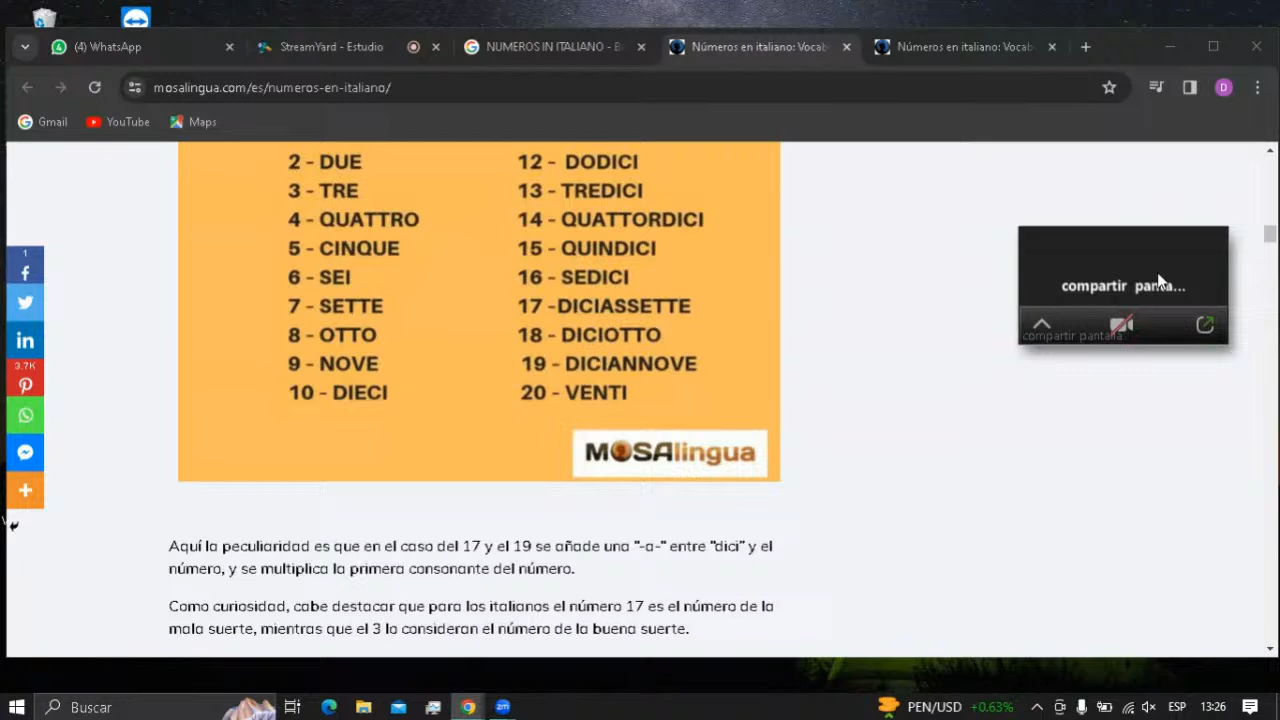 (4) WhatsApp
StreamYard - Estudio
NUMEROS IN ITALIANO - B
Números en italiano: Vocab
Números en italiano: Vocab
mosalingua.com/es/numeros-en-italiano/
D
Gmail
YouTube
Maps
2 - DUE
3 - TRE
4 - QUATTRO
5 - CINQUE
6 - SEI
7 - SETTE
8 - OTTO
9 - NOVE
10 - DIECI
12 - DODICI
13 - TREDICI
14 - QUATTORDICI
15 - QUINDICI
16 - SEDICI
17 -DICIASSETTE
18 - DICIOTTO
19 - DICIANNOVE
20 - VENTI
MOSAlingua
1
3.7K
compartir panta...
compartir pantalla
Aquí la peculiaridad es que en el caso del 17 y el 19 se añade una "-a-" entre "dici" y el
número, y se multiplica la primera consonante del número.
Como curiosidad, cabe destacar que para los italianos el número 17 es el número de la
mala suerte, mientras que el 3 lo consideran el número de la buena suerte.
Buscar
zm
PEN/USD +0.63%
ESP
13:26